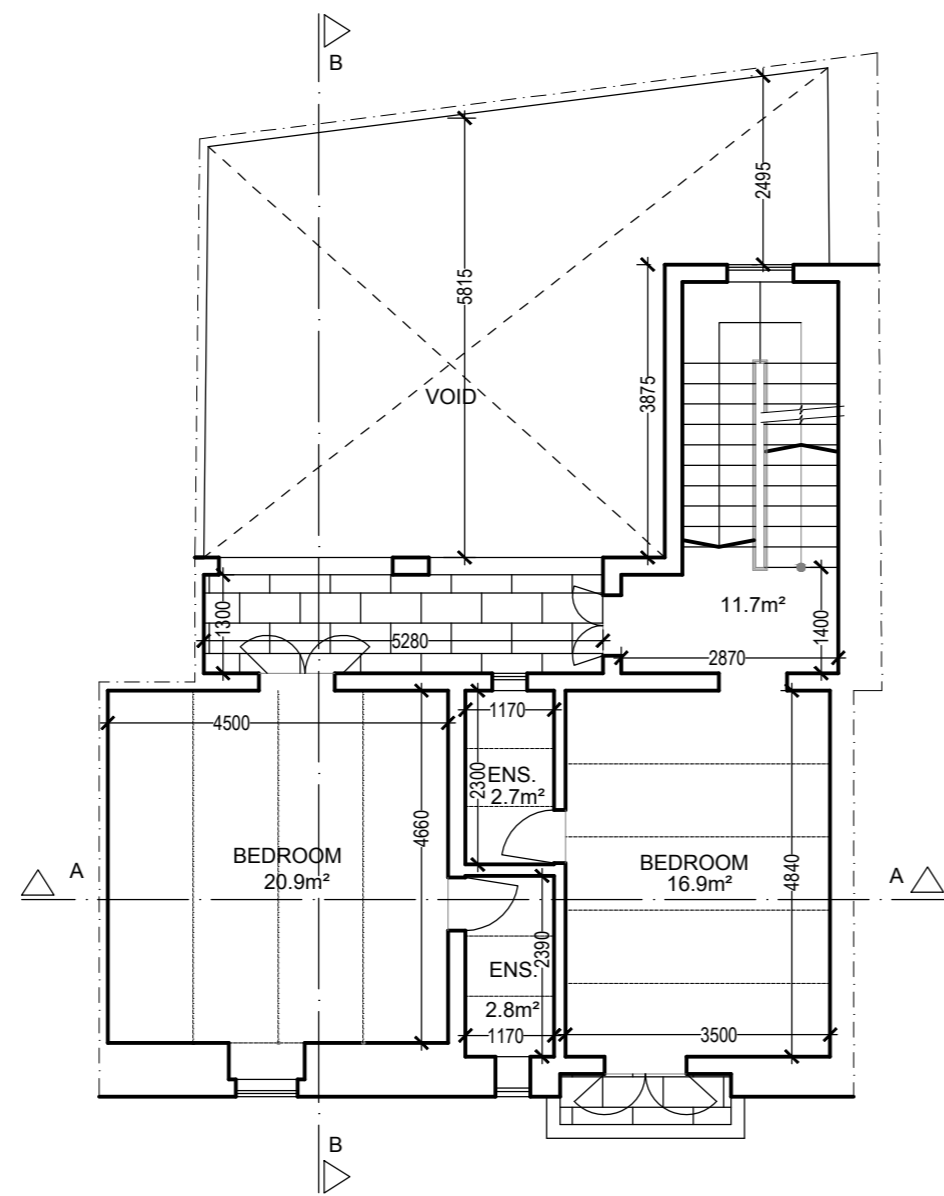 B
2495
5815
3875
VOID
11.7m²
1300
5280
1400
2870
4500
1170
2300
ENS.
2.7m²
4660
BEDROOM
20.9m²
BEDROOM
16.9m²
4840
A
A
2390
ENS.
2.8m²
1170
3500
B